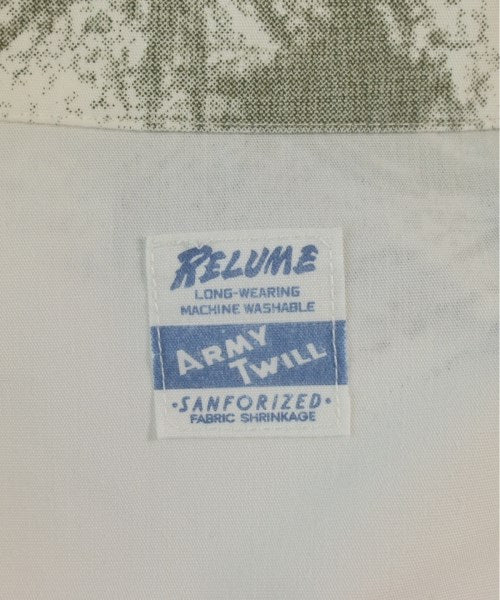 RELUME
LONG-WEARING
MACHINE WASHABLE
ARMY
TWILL
·SANFORIZED·
FABRIC SHRINKAGE